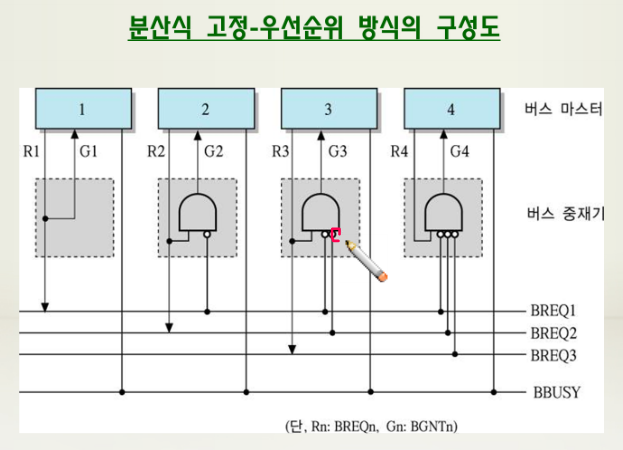 분산식 고정-우선순위 방식의 구성도
1 2 3 4 버스 마스터
R1 G1 R2 G2 R3 G3 R4 G4
버스 중재기
BREQ1
BREQ2
BREQ3
BBUSY
(단, Rn: BREQn, Gn: BGNTn)